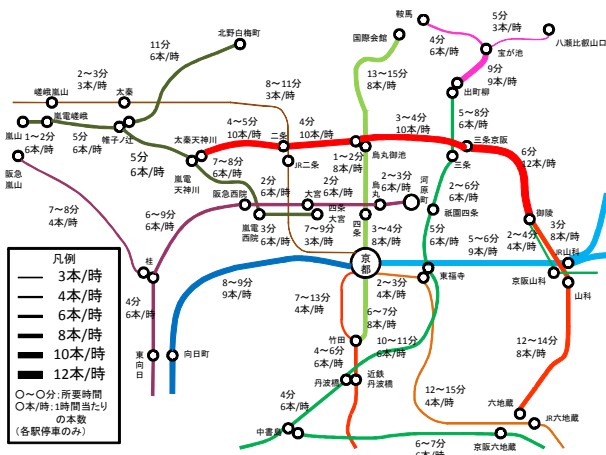 鞍馬
5分
3本/時
北野白梅町
国際会館
八瀬比叡山口
4分
6本/時
宝が池
11分
6本/時
9分
9本/時
2~3分
3本/時
13~15分
8本/時
8~11分
3本/時
出町柳
嵯峨嵐山
太秦
5~8分
6本/時
3~4分
10本/時
4~5分
10本/時
4分
10本/時
嵐山
嵐電嵯峨
1~2分
6本/時
5分
6本/時
帷子ノ辻
太秦
天神川
二条
烏丸御池
三条京阪
1~2分
8本/時
三条
6分
12本/時
阪急
嵐山
5分
6本/時
7~8分
6本/時
JR二条
嵐電
天神川
阪急西院
2分
6本/時
大宮
2分
6本/時
烏丸
2~3分
6本/時
河原町
2~6分
6本/時
7~8分
4本/時
6~9分
6本/時
嵐電
西院
3分
6本/時
四条
大宮
7~9分
3本/時
四条
3~4分
8本/時
祇園四条
5分
6本/時
御陵
2~4分
4本/時
3分
8本/時
5~6分
9本/時
JR山科
京阪山科
山科
京都
東福寺
桂
4分
6本/時
8~9分
9本/時
2~3分
4本/時
7~13分
4本/時
6~7分
8本/時
東向日
向日町
竹田
4~6分
6本/時
10~11分
6本/時
12~14分
8本/時
丹波橋
近鉄
丹波橋
12~15分
4本/時
4分
6本/時
六地蔵
JR六地蔵
中書島
6~7分
6本/時
京阪六地蔵
凡例
3本/時
4本/時
6本/時
8本/時
10本/時
12本/時
○~○分:所要時間
○本/時:1時間当たり
の本数
(各駅停車のみ)